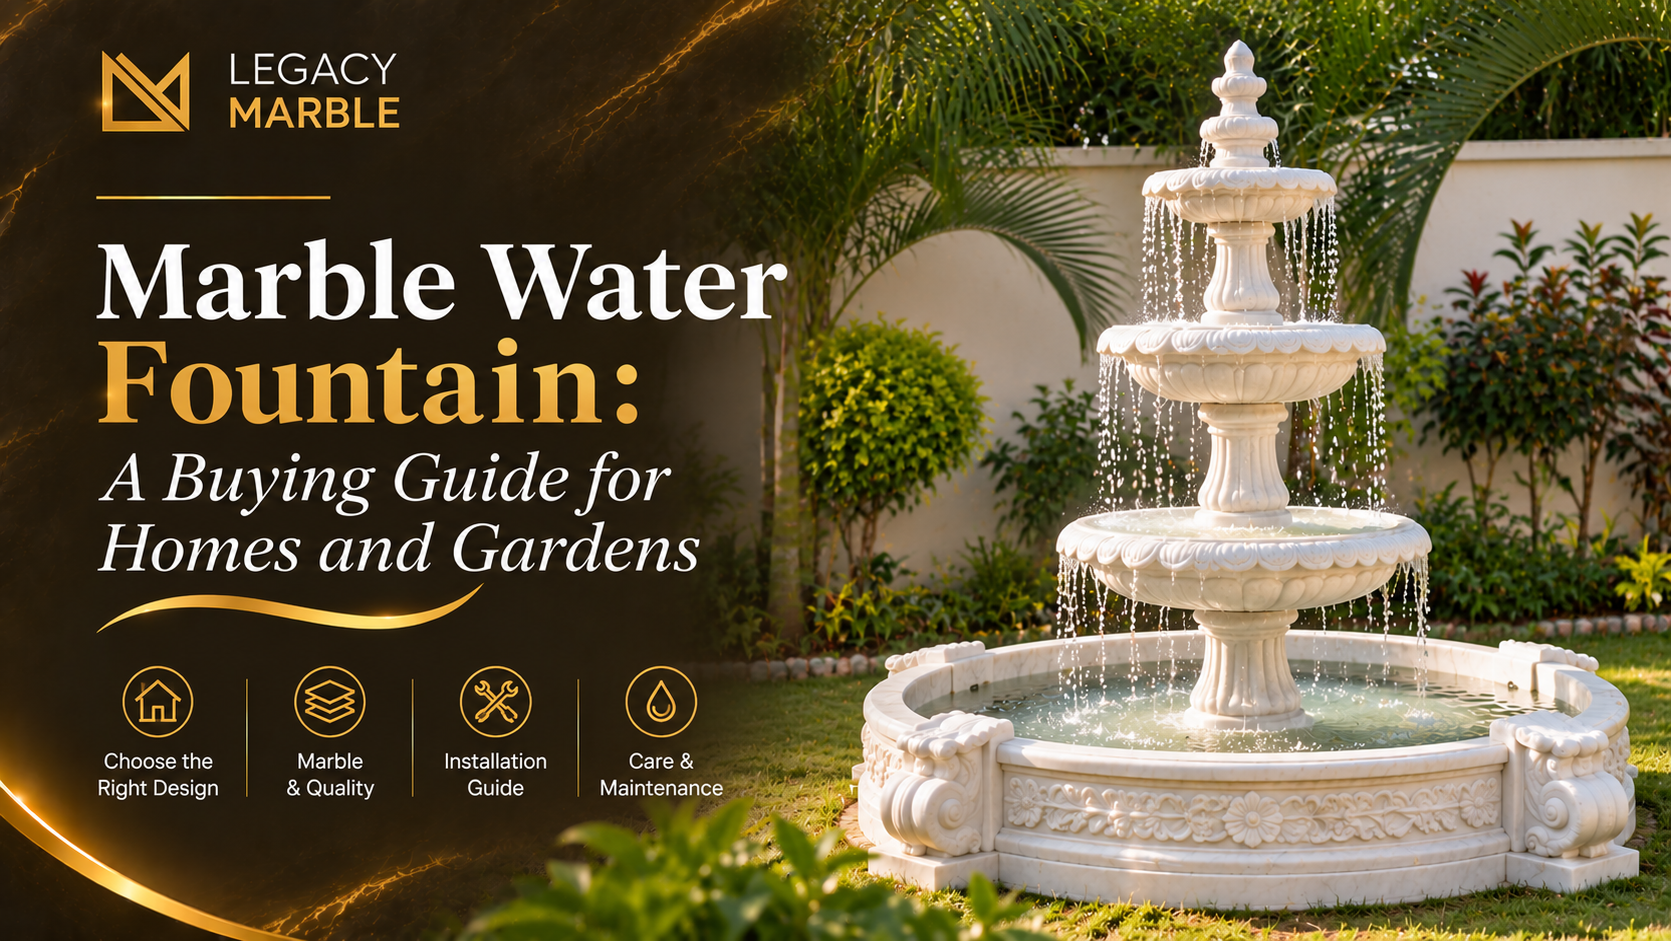 LEGACY
MARBLE
Marble Water
Fountain:
A Buying Guide for
Homes and Gardens
Choose the
Right Design
Marble
& Quality
Installation
Guide
Care &
Maintenance